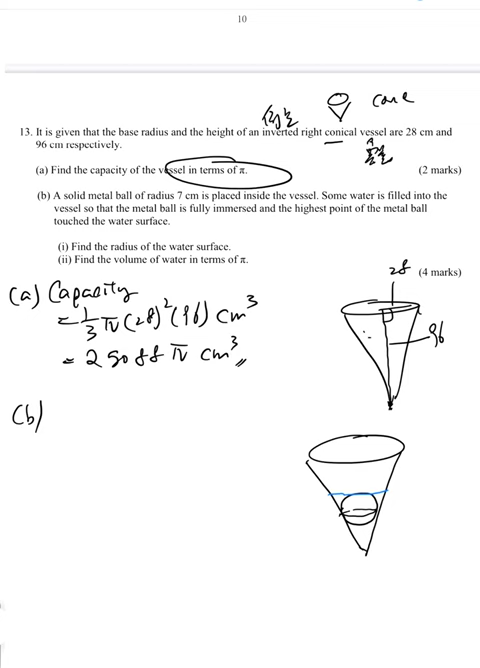 10
cone
13. It is given that the base radius and the height of an inverted right conical vessel are 28 cm and
96 cm respectively.
(a) Find the capacity of the vessel in terms of π.
(2 marks)
(b) A solid metal ball of radius 7 cm is placed inside the vessel. Some water is filled into the
vessel so that the metal ball is fully immersed and the highest point of the metal ball
touched the water surface.
(i) Find the radius of the water surface.
(ii) Find the volume of water in terms of π.
28 (4 marks)
(a) Capacity
= 1/3 π (28)² (96) cm³
96
= 25088 π cm³
(b)